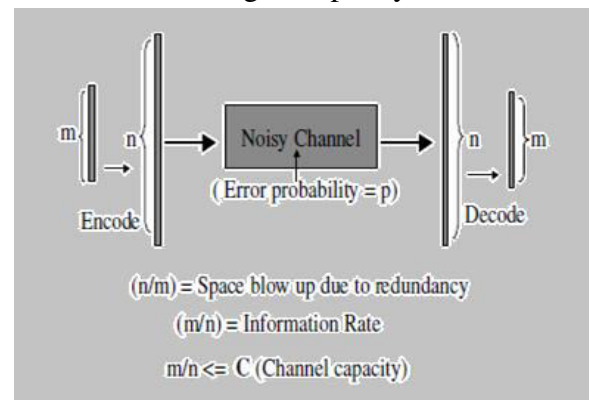 m
n
Encode
Noisy Channel
( Error probability = p)
n
m
Decode
(n/m) = Space blow up due to redundancy
(m/n) = Information Rate
m/n <= C (Channel capacity)